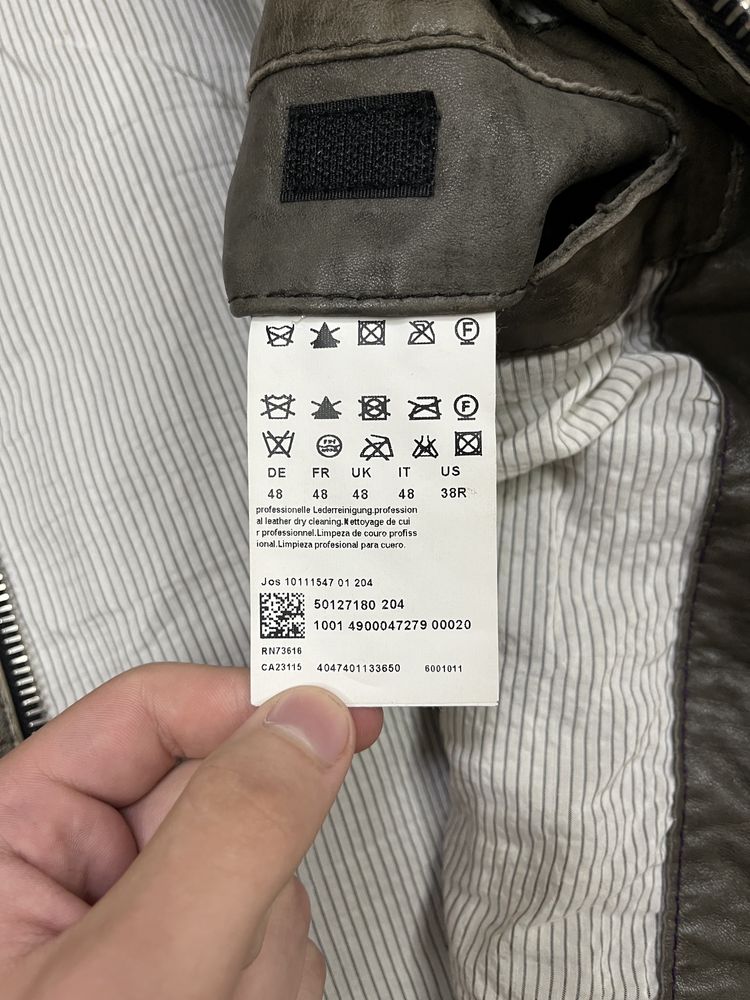 F
F
DE FR UK IT US
48 48 48 48 38R
professionelle Lederreinigung.profession
al leather dry cleaning.Nettoyage de cui
r professionnel.Limpeza de couro profiss
ional.Limpieza profesional para cuero.
Jos 10111547 01 204
50127180 204
1001 4900047279 00020
RN73616
CA23115 4047401133650 6001011